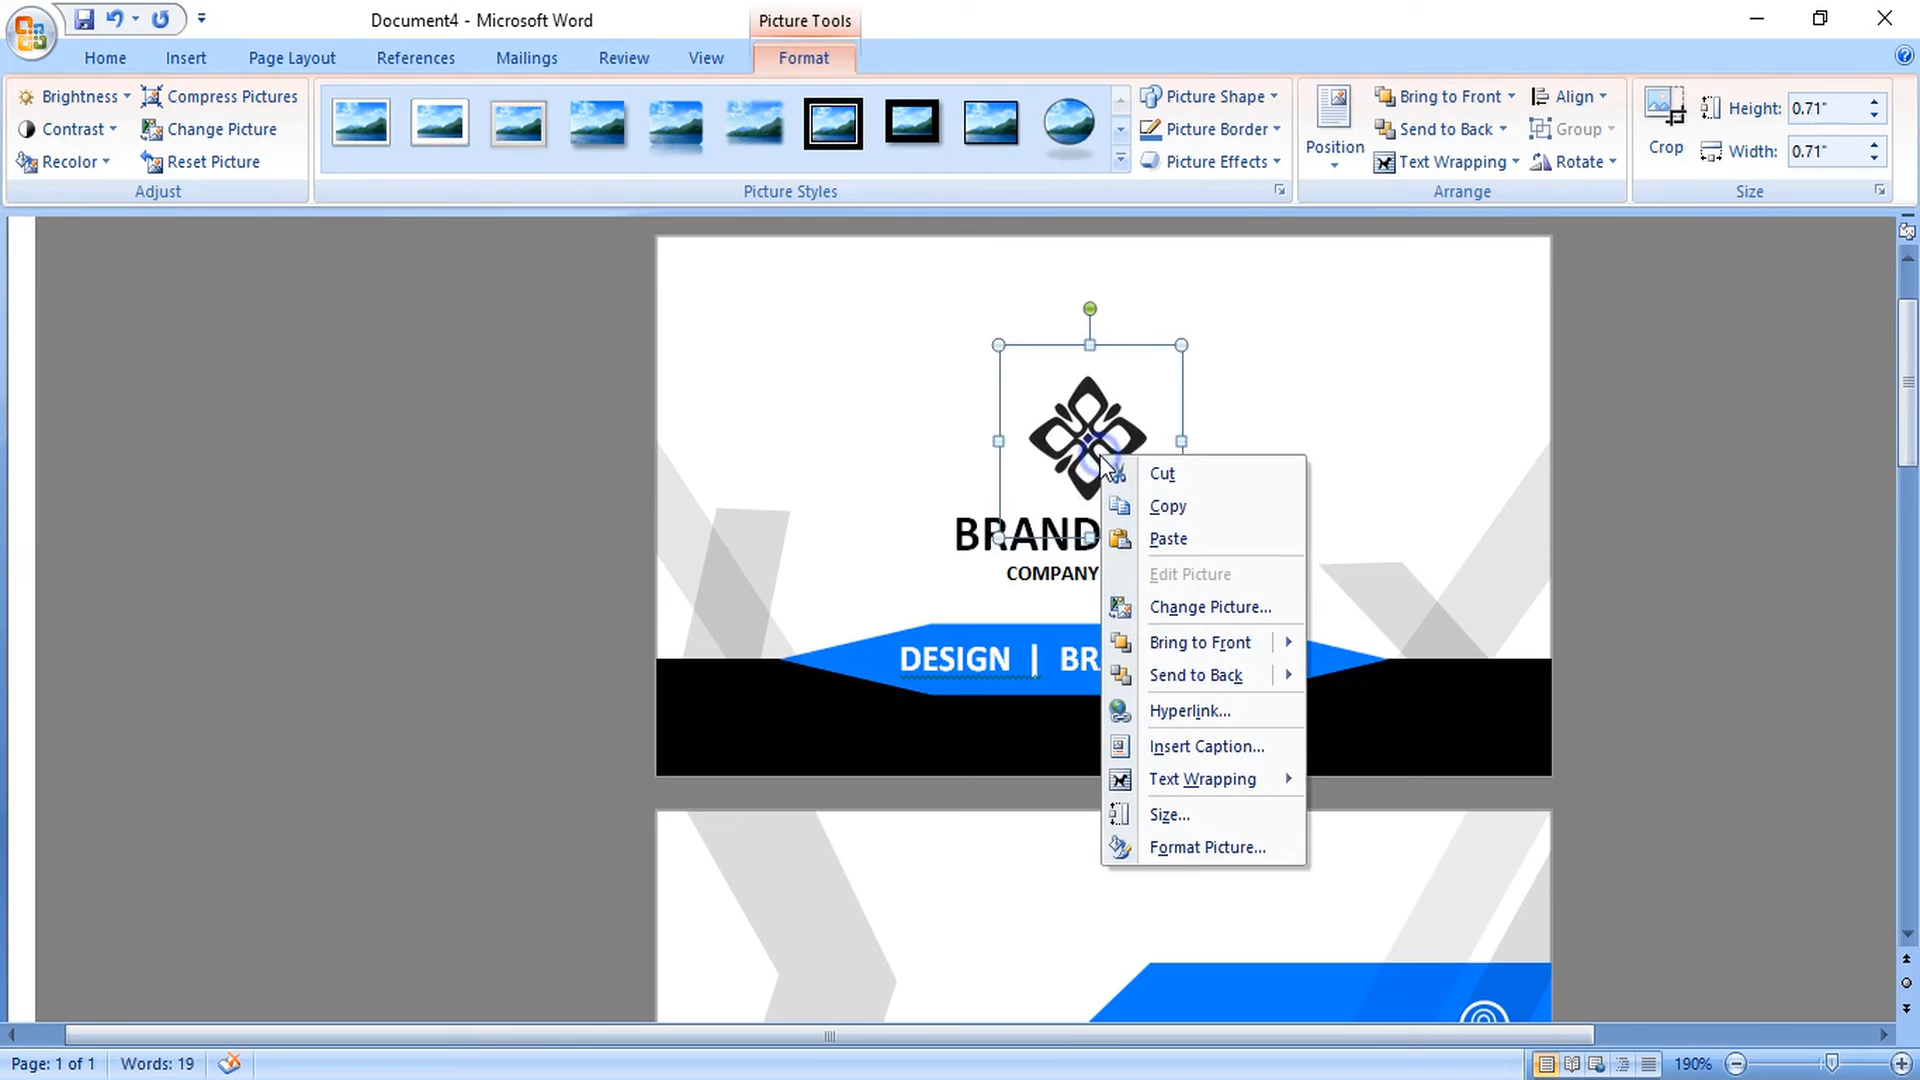 Document4 - Microsoft Word
Picture Tools
Home Insert Page Layout References Mailings Review View Format
Brightness Compress Pictures Picture Shape Bring to Front Align Height: 0.71"
Contrast Change Picture Picture Border Send to Back Group
Position Crop
Recolor Reset Picture Picture Effects Text Wrapping Rotate Width: 0.71"
Adjust Picture Styles Arrange Size
BRAND
COMPANY
DESIGN | BR
Cut
Copy
Paste
Edit Picture
Change Picture...
Bring to Front
Send to Back
Hyperlink...
Insert Caption...
Text Wrapping
Size...
Format Picture...
Page: 1 of 1 Words: 19 190%